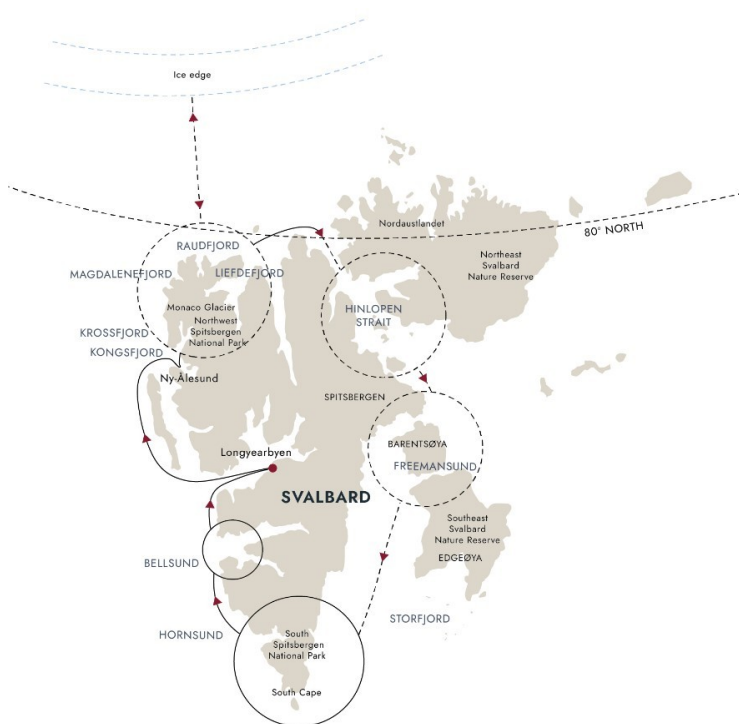 Ice edge
80° NORTH
Nordaustlandet
RAUDFJORD
MAGDALENEFJORD
LIEFDEFJORD
Northeast
Svalbard
Nature Reserve
Monaco Glacier
Northwest
Spitsbergen
National Park
HINLOPEN
STRAIT
KROSSFJORD
KONGSFJORD
Ny-Ålesund
SPITSBERGEN
BARENTSØYA
Longyearbyen
FREEMANSUND
SVALBARD
Southeast
Svalbard
Nature Reserve
EDGEØYA
BELLSUND
STORFJORD
HORNSUND
South
Spitsbergen
National Park
South Cape